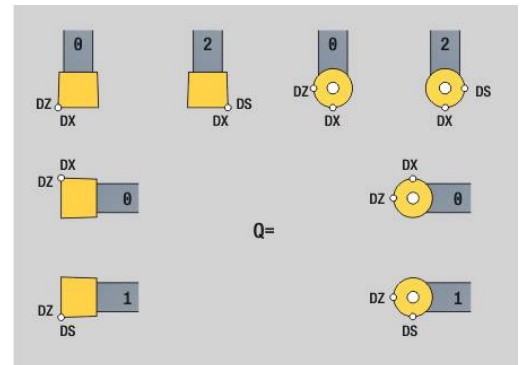 0 2 0 2
DZ DS DZ DS
DX DX DX DX
DX DX
DZ 0 DZ 0
Q=
DZ 1 DZ 1
DS DS